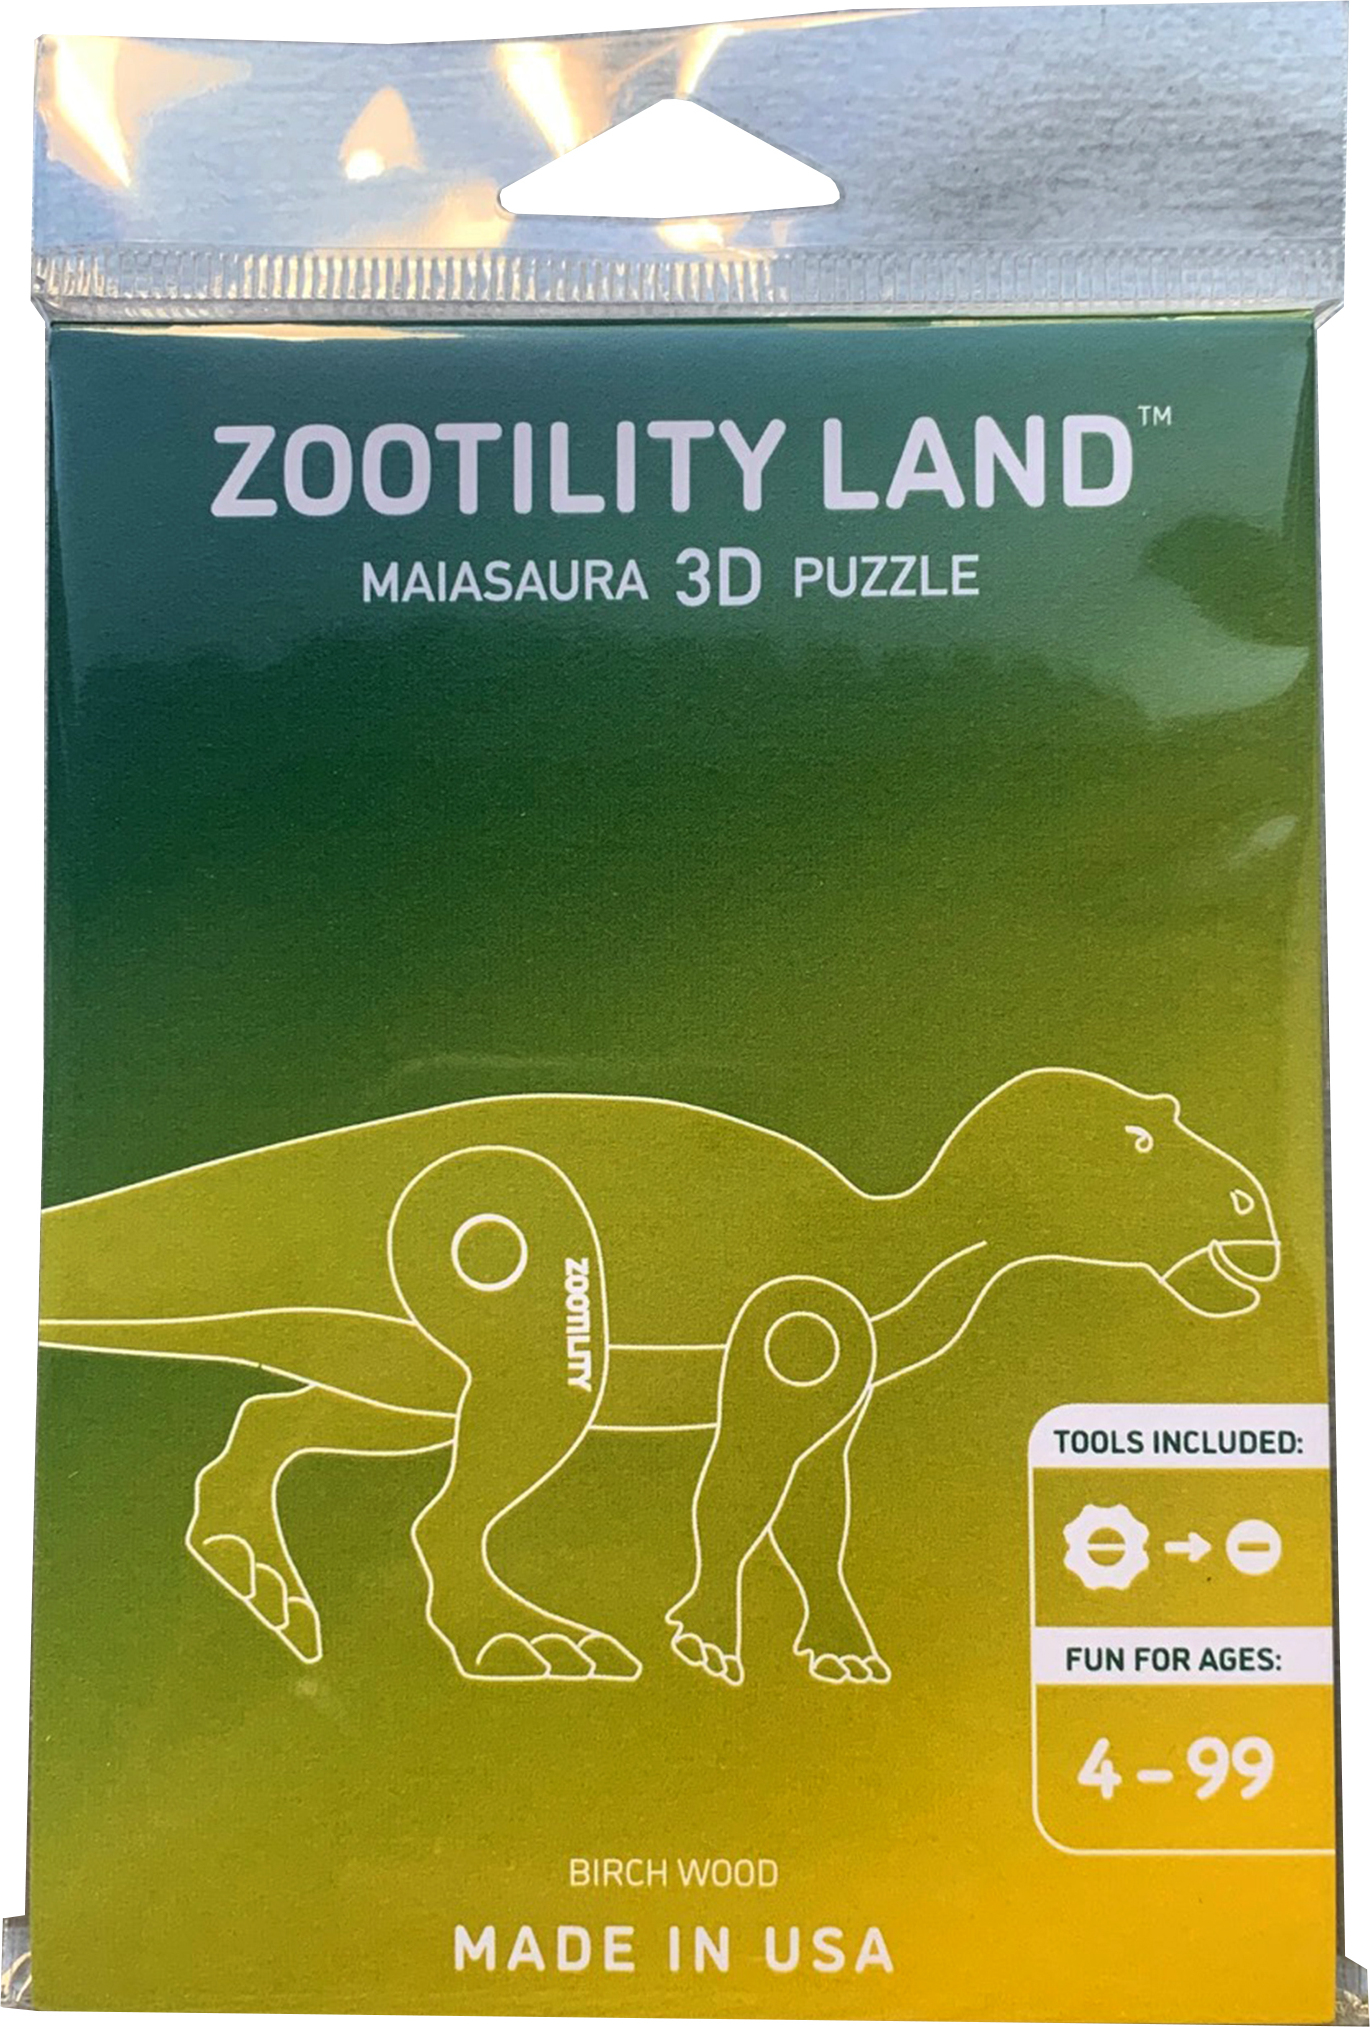 ZOOTILITY LAND™
MAIASAURA 3D PUZZLE
ZOOTILITY
TOOLS INCLUDED:
FUN FOR AGES:
4 – 99
BIRCH WOOD
MADE IN USA